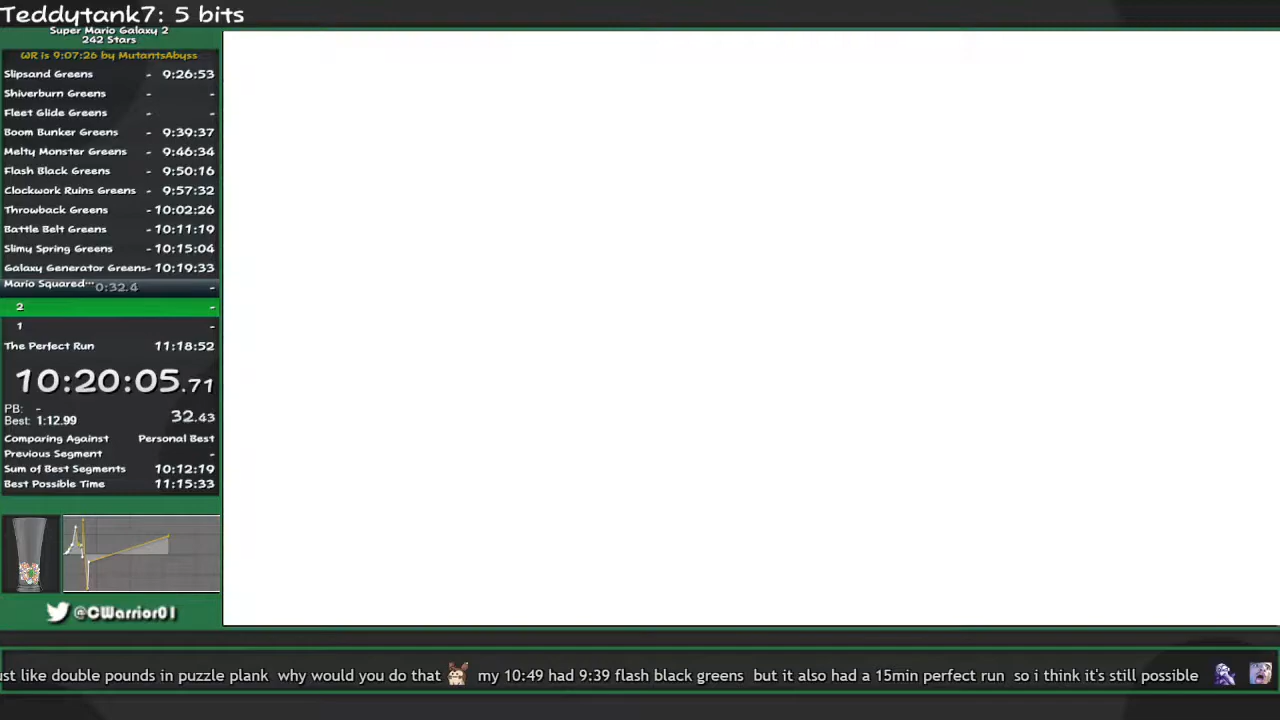 Teddytank7: 5 bits
Super Mario Galaxy 2
242 Stars
WR is 9:07:26 by MutantsAbyss
Slipsand Greens - 9:26:53
Shiverburn Greens - -
Fleet Glide Greens - -
Boom Bunker Greens - 9:39:37
Melty Monster Greens - 9:46:34
Flash Black Greens - 9:50:16
Clockwork Ruins Greens - 9:57:32
Throwback Greens - 10:02:26
Battle Belt Greens - 10:11:19
Slimy Spring Greens - 10:15:04
Galaxy Generator Greens - 10:19:33
Mario Squared... 0:32.4 -
2 -
1 -
The Perfect Run 11:18:52
10:20:05.71
PB: -
Best: 1:12.99 32.43
Comparing Against Personal Best
Previous Segment -
Sum of Best Segments 10:12:19
Best Possible Time 11:15:33
@CWarrior01
ust like double pounds in puzzle plank why would you do that my 10:49 had 9:39 flash black greens but it also had a 15min perfect run so i think it's still possible